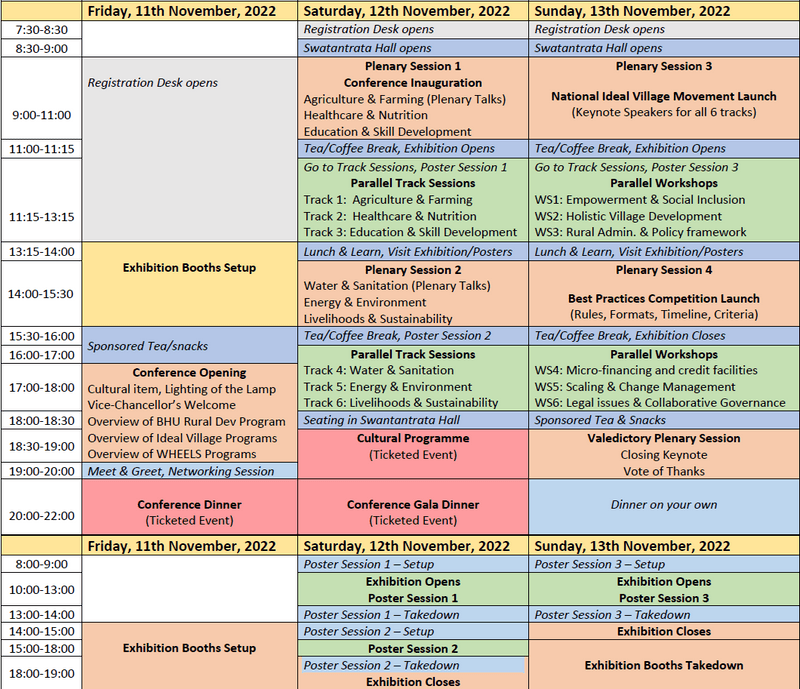 Friday, 11th November, 2022 Saturday, 12th November, 2022 Sunday, 13th November, 2022
7:30-8:30 Registration Desk opens Registration Desk opens
8:30-9:00 Swatantrata Hall opens Swatantrata Hall opens
9:00-11:00
Registration Desk opens
Plenary Session 1
Conference Inauguration
Agriculture & Farming (Plenary Talks)
Healthcare & Nutrition
Education & Skill Development
Plenary Session 3
National Ideal Village Movement Launch
(Keynote Speakers for all 6 tracks)
11:00-11:15 Tea/Coffee Break, Exhibition Opens Tea/Coffee Break, Exhibition Opens
11:15-13:15
Go to Track Sessions, Poster Session 1
Parallel Track Sessions
Track 1: Agriculture & Farming
Track 2: Healthcare & Nutrition
Track 3: Education & Skill Development
Go to Track Sessions, Poster Session 3
Parallel Workshops
WS1: Empowerment & Social Inclusion
WS2: Holistic Village Development
WS3: Rural Admin. & Policy framework
13:15-14:00 Lunch & Learn, Visit Exhibition/Posters Lunch & Learn, Visit Exhibition/Posters
Exhibition Booths Setup
14:00-15:30
Plenary Session 2
Water & Sanitation (Plenary Talks)
Energy & Environment
Livelihoods & Sustainability
Plenary Session 4
Best Practices Competition Launch
(Rules, Formats, Timeline, Criteria)
15:30-16:00 Tea/Coffee Break, Poster Session 2 Tea/Coffee Break, Exhibition Closes
Sponsored Tea/snacks
16:00-17:00
17:00-18:00
Conference Opening
Cultural item, Lighting of the Lamp
Vice-Chancellor's Welcome
Overview of BHU Rural Dev Program
Overview of Ideal Village Programs
Overview of WHEELS Programs
Parallel Track Sessions
Track 4: Water & Sanitation
Track 5: Energy & Environment
Track 6: Livelihoods & Sustainability
Parallel Workshops
WS4: Micro-financing and credit facilities
WS5: Scaling & Change Management
WS6: Legal issues & Collaborative Governance
18:00-18:30 Seating in Swantantrata Hall Sponsored Tea & Snacks
18:30-19:00
Cultural Programme
(Ticketed Event)
Valedictory Plenary Session
Closing Keynote
Vote of Thanks
19:00-20:00 Meet & Greet, Networking Session
20:00-22:00
Conference Dinner
(Ticketed Event)
Conference Gala Dinner
(Ticketed Event)
Dinner on your own
Friday, 11th November, 2022 Saturday, 12th November, 2022 Sunday, 13th November, 2022
8:00-9:00 Poster Session 1 – Setup Poster Session 3 – Setup
10:00-13:00
Exhibition Opens
Poster Session 1
Exhibition Opens
Poster Session 3
13:00-14:00 Poster Session 1 – Takedown Poster Session 3 – Takedown
14:00-15:00 Poster Session 2 – Setup Exhibition Closes
15:00-18:00 Exhibition Booths Setup Poster Session 2
18:00-19:00 Poster Session 2 – Takedown Exhibition Booths Takedown
Exhibition Closes